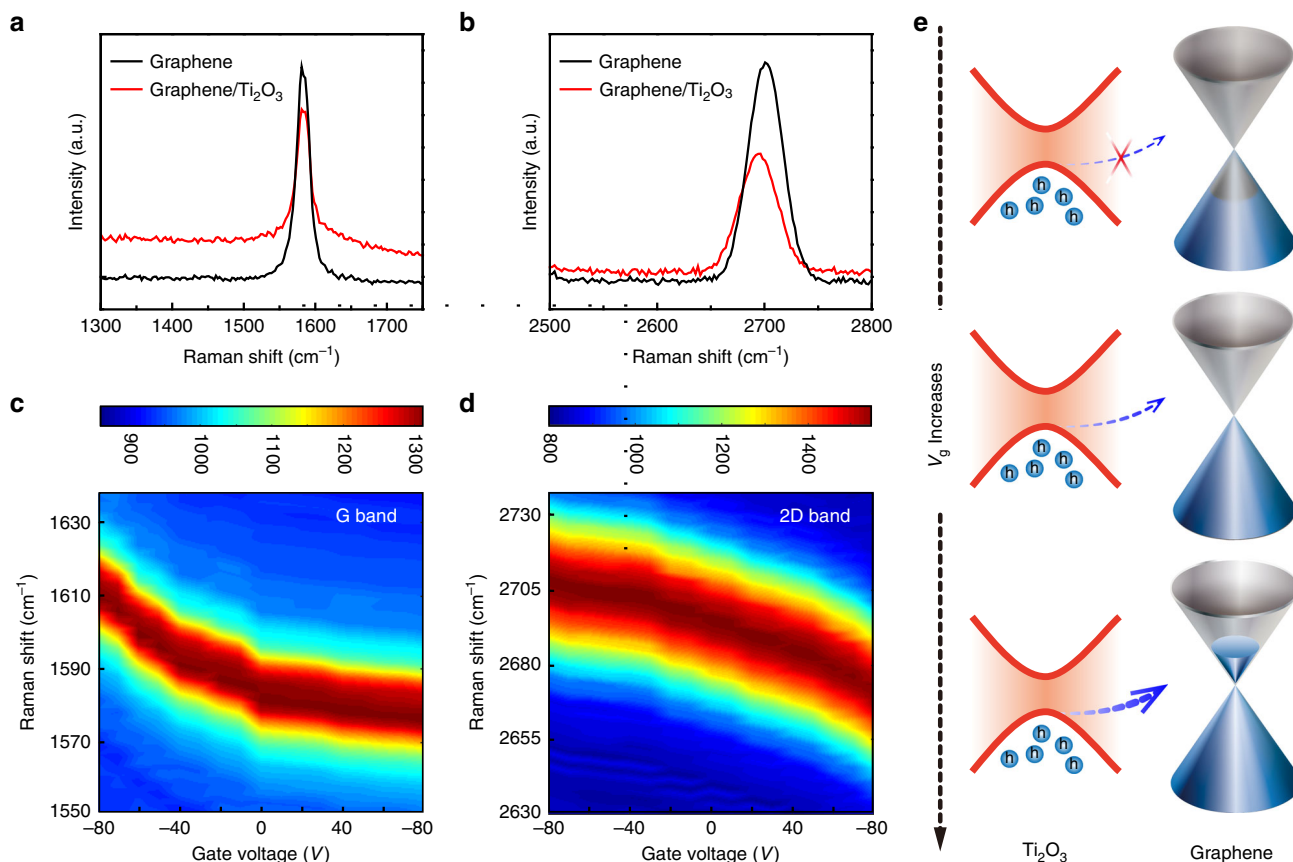 a
Graphene
Graphene/Ti₂O₃
Intensity (a.u.)
1300 1400 1500 1600 1700
Raman shift (cm⁻¹)
b
Graphene
Graphene/Ti₂O₃
Intensity (a.u.)
2500 2600 2700 2800
Raman shift (cm⁻¹)
c
900 1000 1100 1200 1300
G band
1630
1610
1590
1570
1550
Raman shift (cm⁻¹)
−80 −40 0 40 −80
Gate voltage (V)
d
800 1000 1200 1400
2D band
2730
2705
2680
2655
2630
Raman shift (cm⁻¹)
−80 −40 0 40 −80
Gate voltage (V)
e
h h h h h
h h h h h
h h h h h
Vg Increases
Ti₂O₃
Graphene